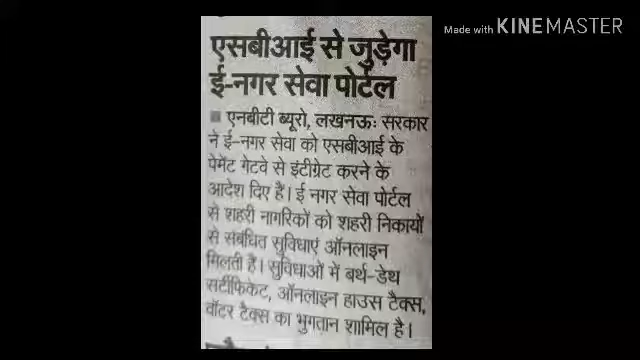 Made with KINEMASTER
एसबीआई से जुड़ेगा
ई-नगर सेवा पोर्टल
■ एनबीटी ब्यूरो, लखनऊ: सरकार
ने ई-नगर सेवा को एसबीआई के
पेमेंट गेटवे से इंटीग्रेट करने के
आदेश दिए हैं। ई नगर सेवा पोर्टल
से शहरी नागरिकों को शहरी निकायों
से संबंधित सुविधाएं ऑनलाइन
मिलती हैं। सुविधाओं में बर्थ-डेथ
सर्टीफिकेट, ऑनलाइन हाउस टैक्स,
वॉटर टैक्स का भुगतान शामिल है।